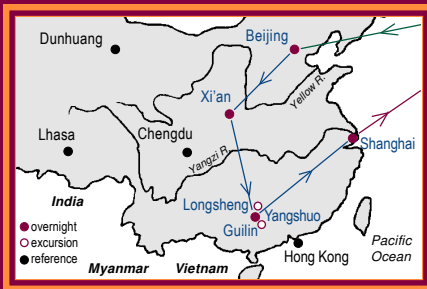 Dunhuang
Beijing
Yellow R.
Xi'an
Lhasa
Chengdu
Yangzi R.
Shanghai
India
Longsheng
Yangshuo
Guilin
overnight
excursion
reference
Hong Kong
Pacific
Ocean
Myanmar
Vietnam